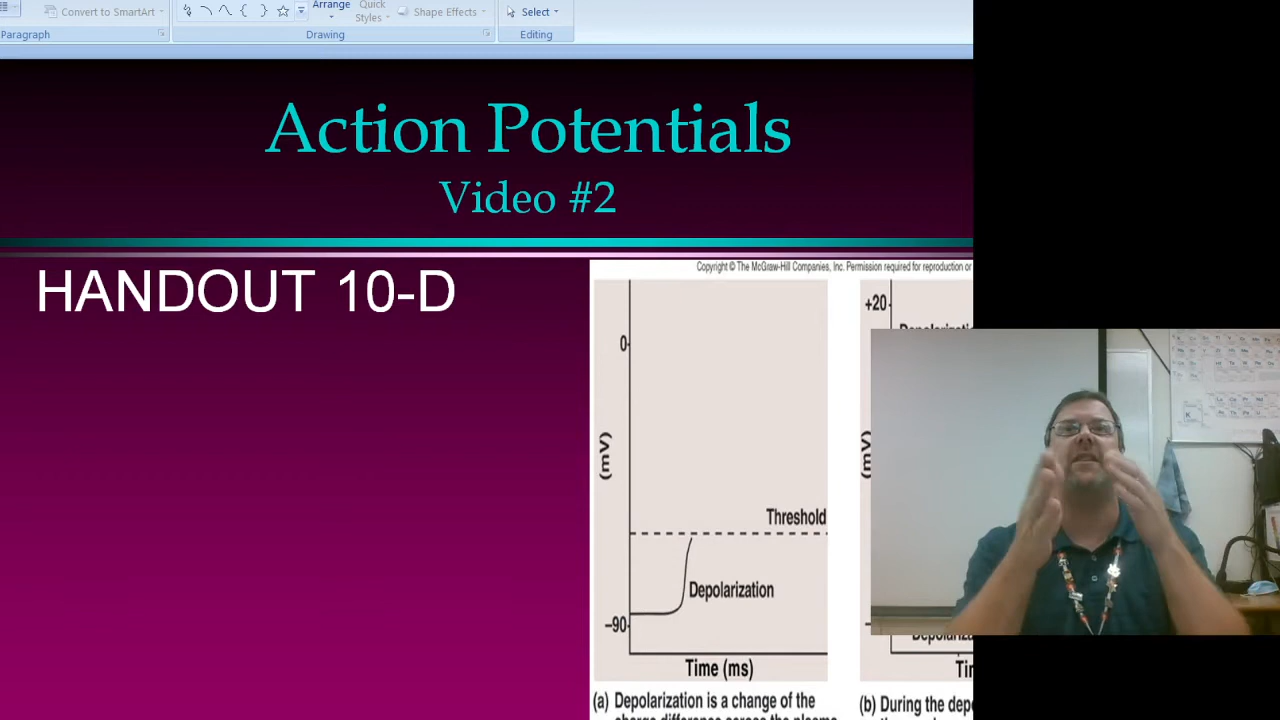 Convert to SmartArt
Arrange
Quick
Styles
Shape Effects
Select
Paragraph
Drawing
Editing
Action Potentials
Video #2
HANDOUT 10-D
Copyright © The McGraw-Hill Companies, Inc. Permission required for reproduction or
0
(mV)
Threshold
Depolarization
–90
Time (ms)
(a) Depolarization is a change of the
+20
(mV)
(b) During the depo